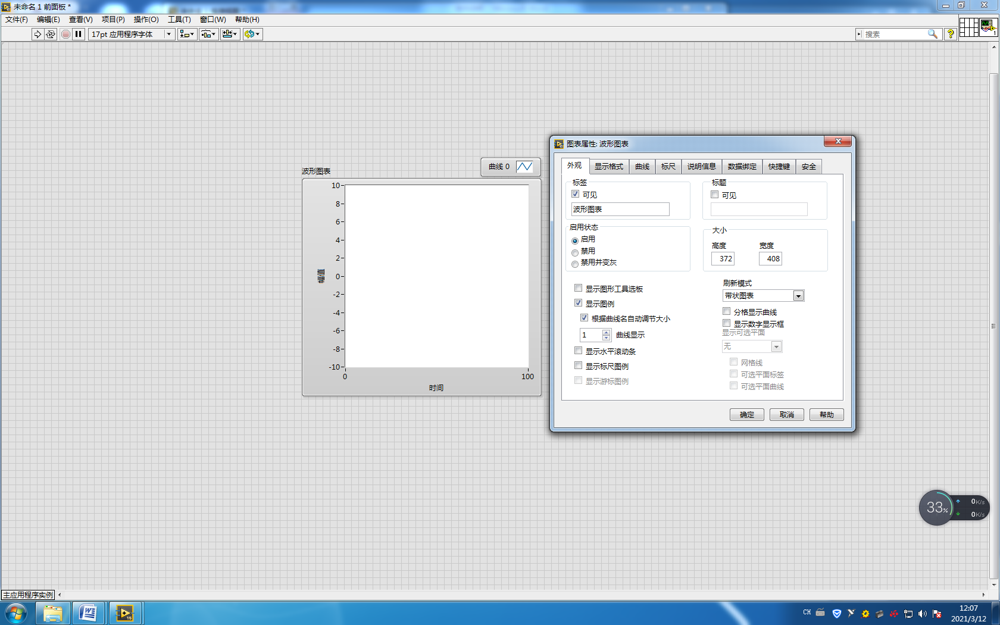 未命名 1 前面板 *
文件(F) 编辑(E) 查看(V) 项目(P) 操作(O) 工具(T) 窗口(W) 帮助(H)
17pt 应用程序字体
搜索
?
1
波形图表
曲线 0
10
8
6
4
2
0
-2
-4
-6
-8
-10
幅值
0
100
时间
图表属性: 波形图表
外观 显示格式 曲线 标尺 说明信息 数据绑定 快捷键 安全
标签
可见
波形图表
标题
可见
启用状态
启用
禁用
禁用并变灰
大小
高度 宽度
372 408
显示图形工具选板
显示图例
根据曲线名自动调节大小
1 曲线显示
显示水平滚动条
显示标尺图例
显示游标图例
刷新模式
带状图表
分格显示曲线
显示数字显示框
显示可选平面
无
网格线
可选平面标签
可选平面曲线
确定 取消 帮助
33%
0K/s
0K/s
主应用程序实例
W
15
CH
12:07
2021/3/12